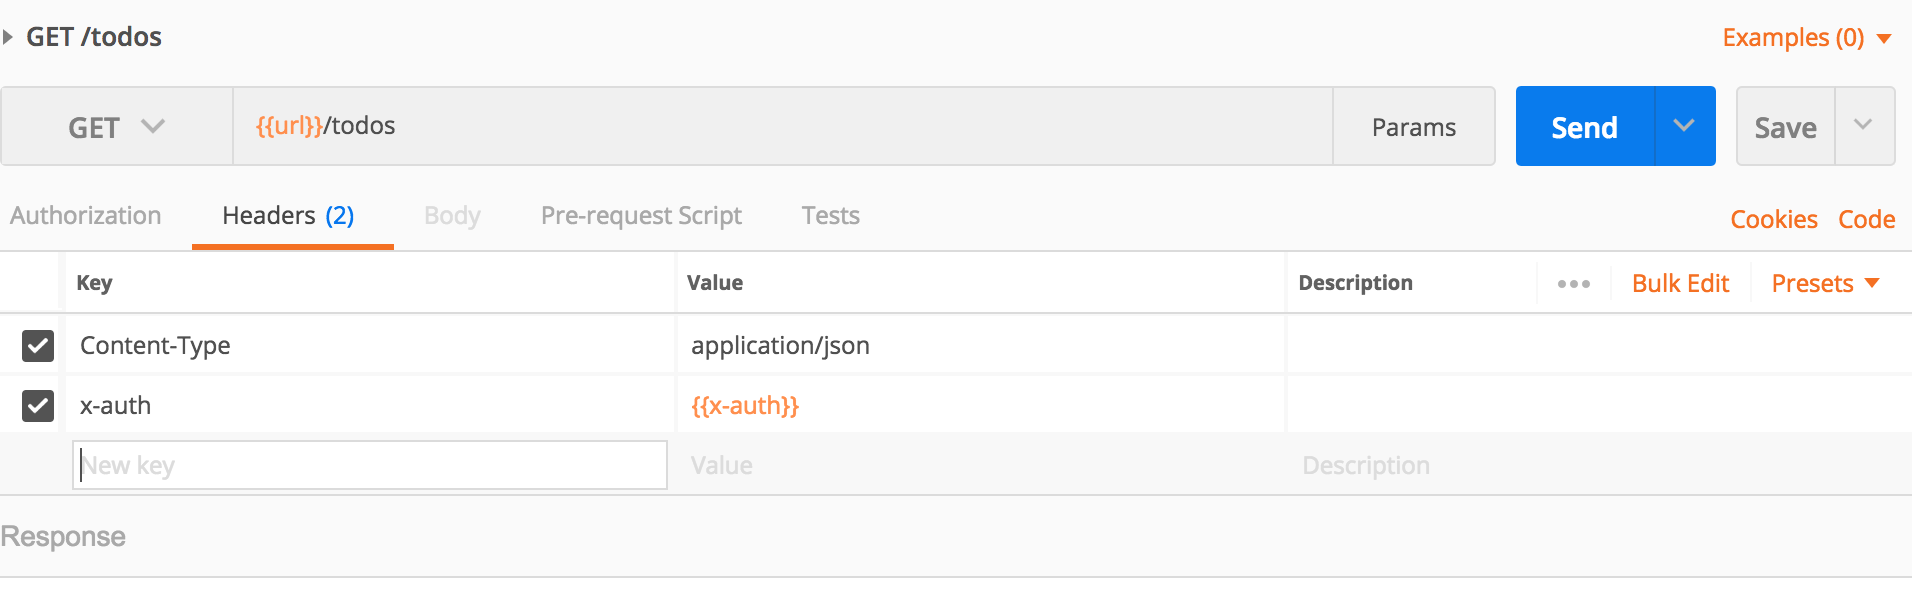 GET /todos
Examples (0)
GET {{url}}/todos Params Send Save
Authorization Headers (2) Body Pre-request Script Tests Cookies Code
Key Value Description Bulk Edit Presets
Content-Type application/json
x-auth {{x-auth}}
New key Value Description
Response